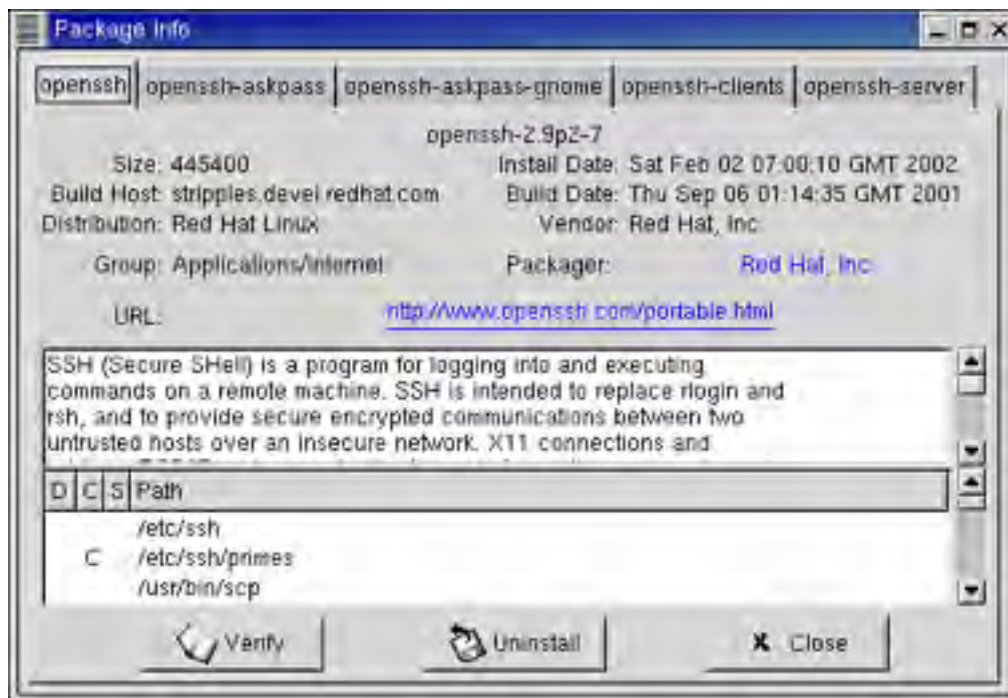 Package Info
openssh openssh-askpass openssh-askpass-gnome openssh-clients openssh-server
openssh-2.9p2-7
Size: 445400 Install Date: Sat Feb 02 07:00:10 GMT 2002
Build Host: stripples.devel.redhat.com Build Date: Thu Sep 06 01:14:35 GMT 2001
Distribution: Red Hat Linux Vendor: Red Hat, Inc.
Group: Applications/Internet Packager: Red Hat, Inc.
URL: http://www.openssh.com/portable.html
SSH (Secure SHell) is a program for logging into and executing
commands on a remote machine. SSH is intended to replace rlogin and
rsh, and to provide secure encrypted communications between two
untrusted hosts over an insecure network. X11 connections and
D C S Path
/etc/ssh
C /etc/ssh/primes
/usr/bin/scp
Verify Uninstall Close